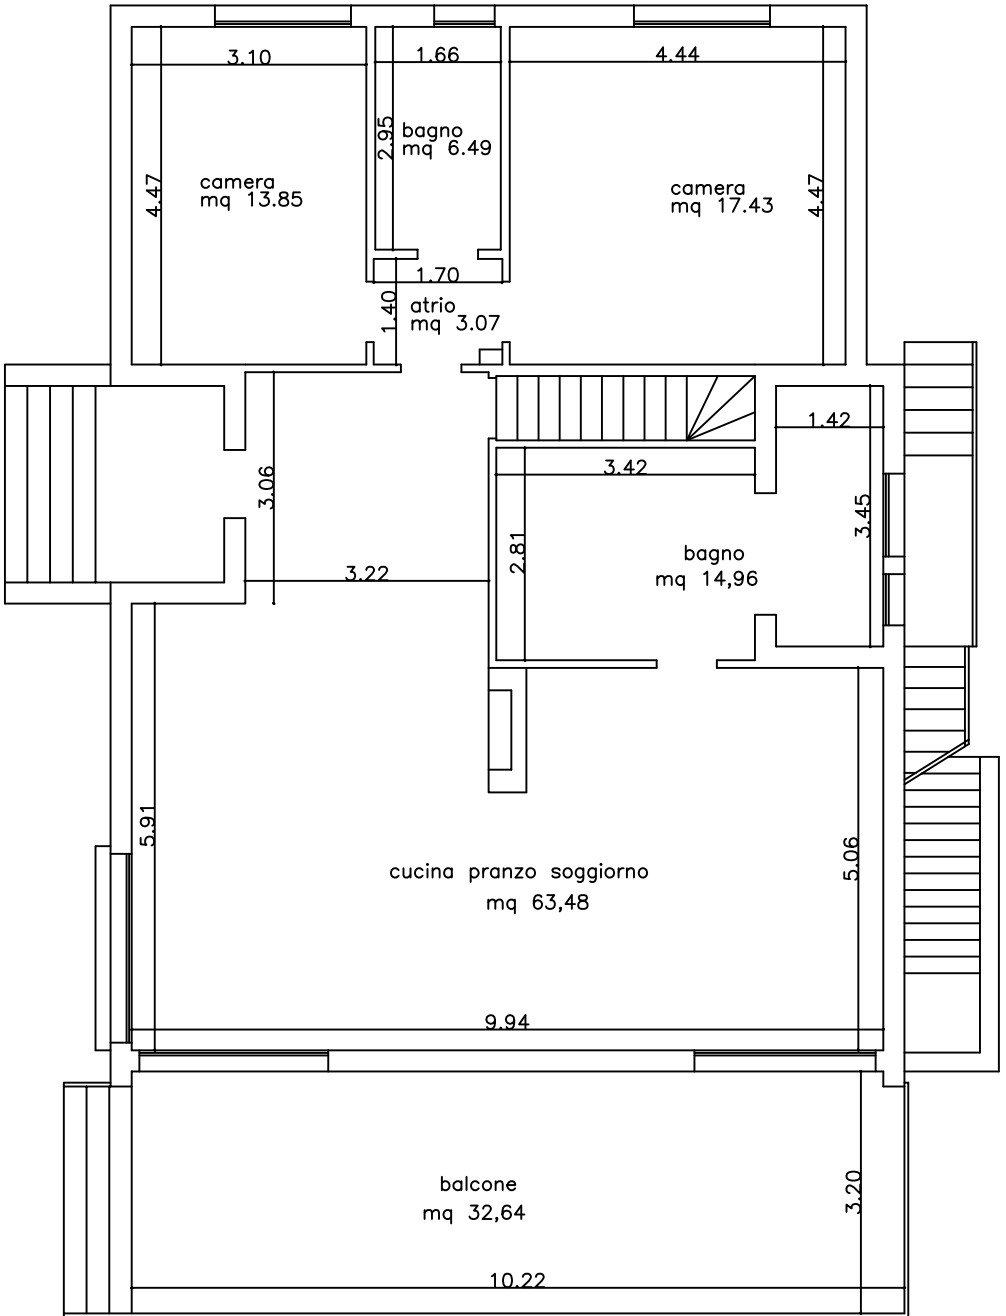 3.10
1.66
4.44
2.95
bagno
mq 6.49
4.47
camera
mq 13.85
camera
mq 17.43
4.47
1.70
1.40
atrio
mq 3.07
1.42
3.06
3.42
3.45
2.81
bagno
mq 14,96
3.22
5.91
5.06
cucina pranzo soggiorno
mq 63,48
9.94
balcone
mq 32,64
3.20
10.22